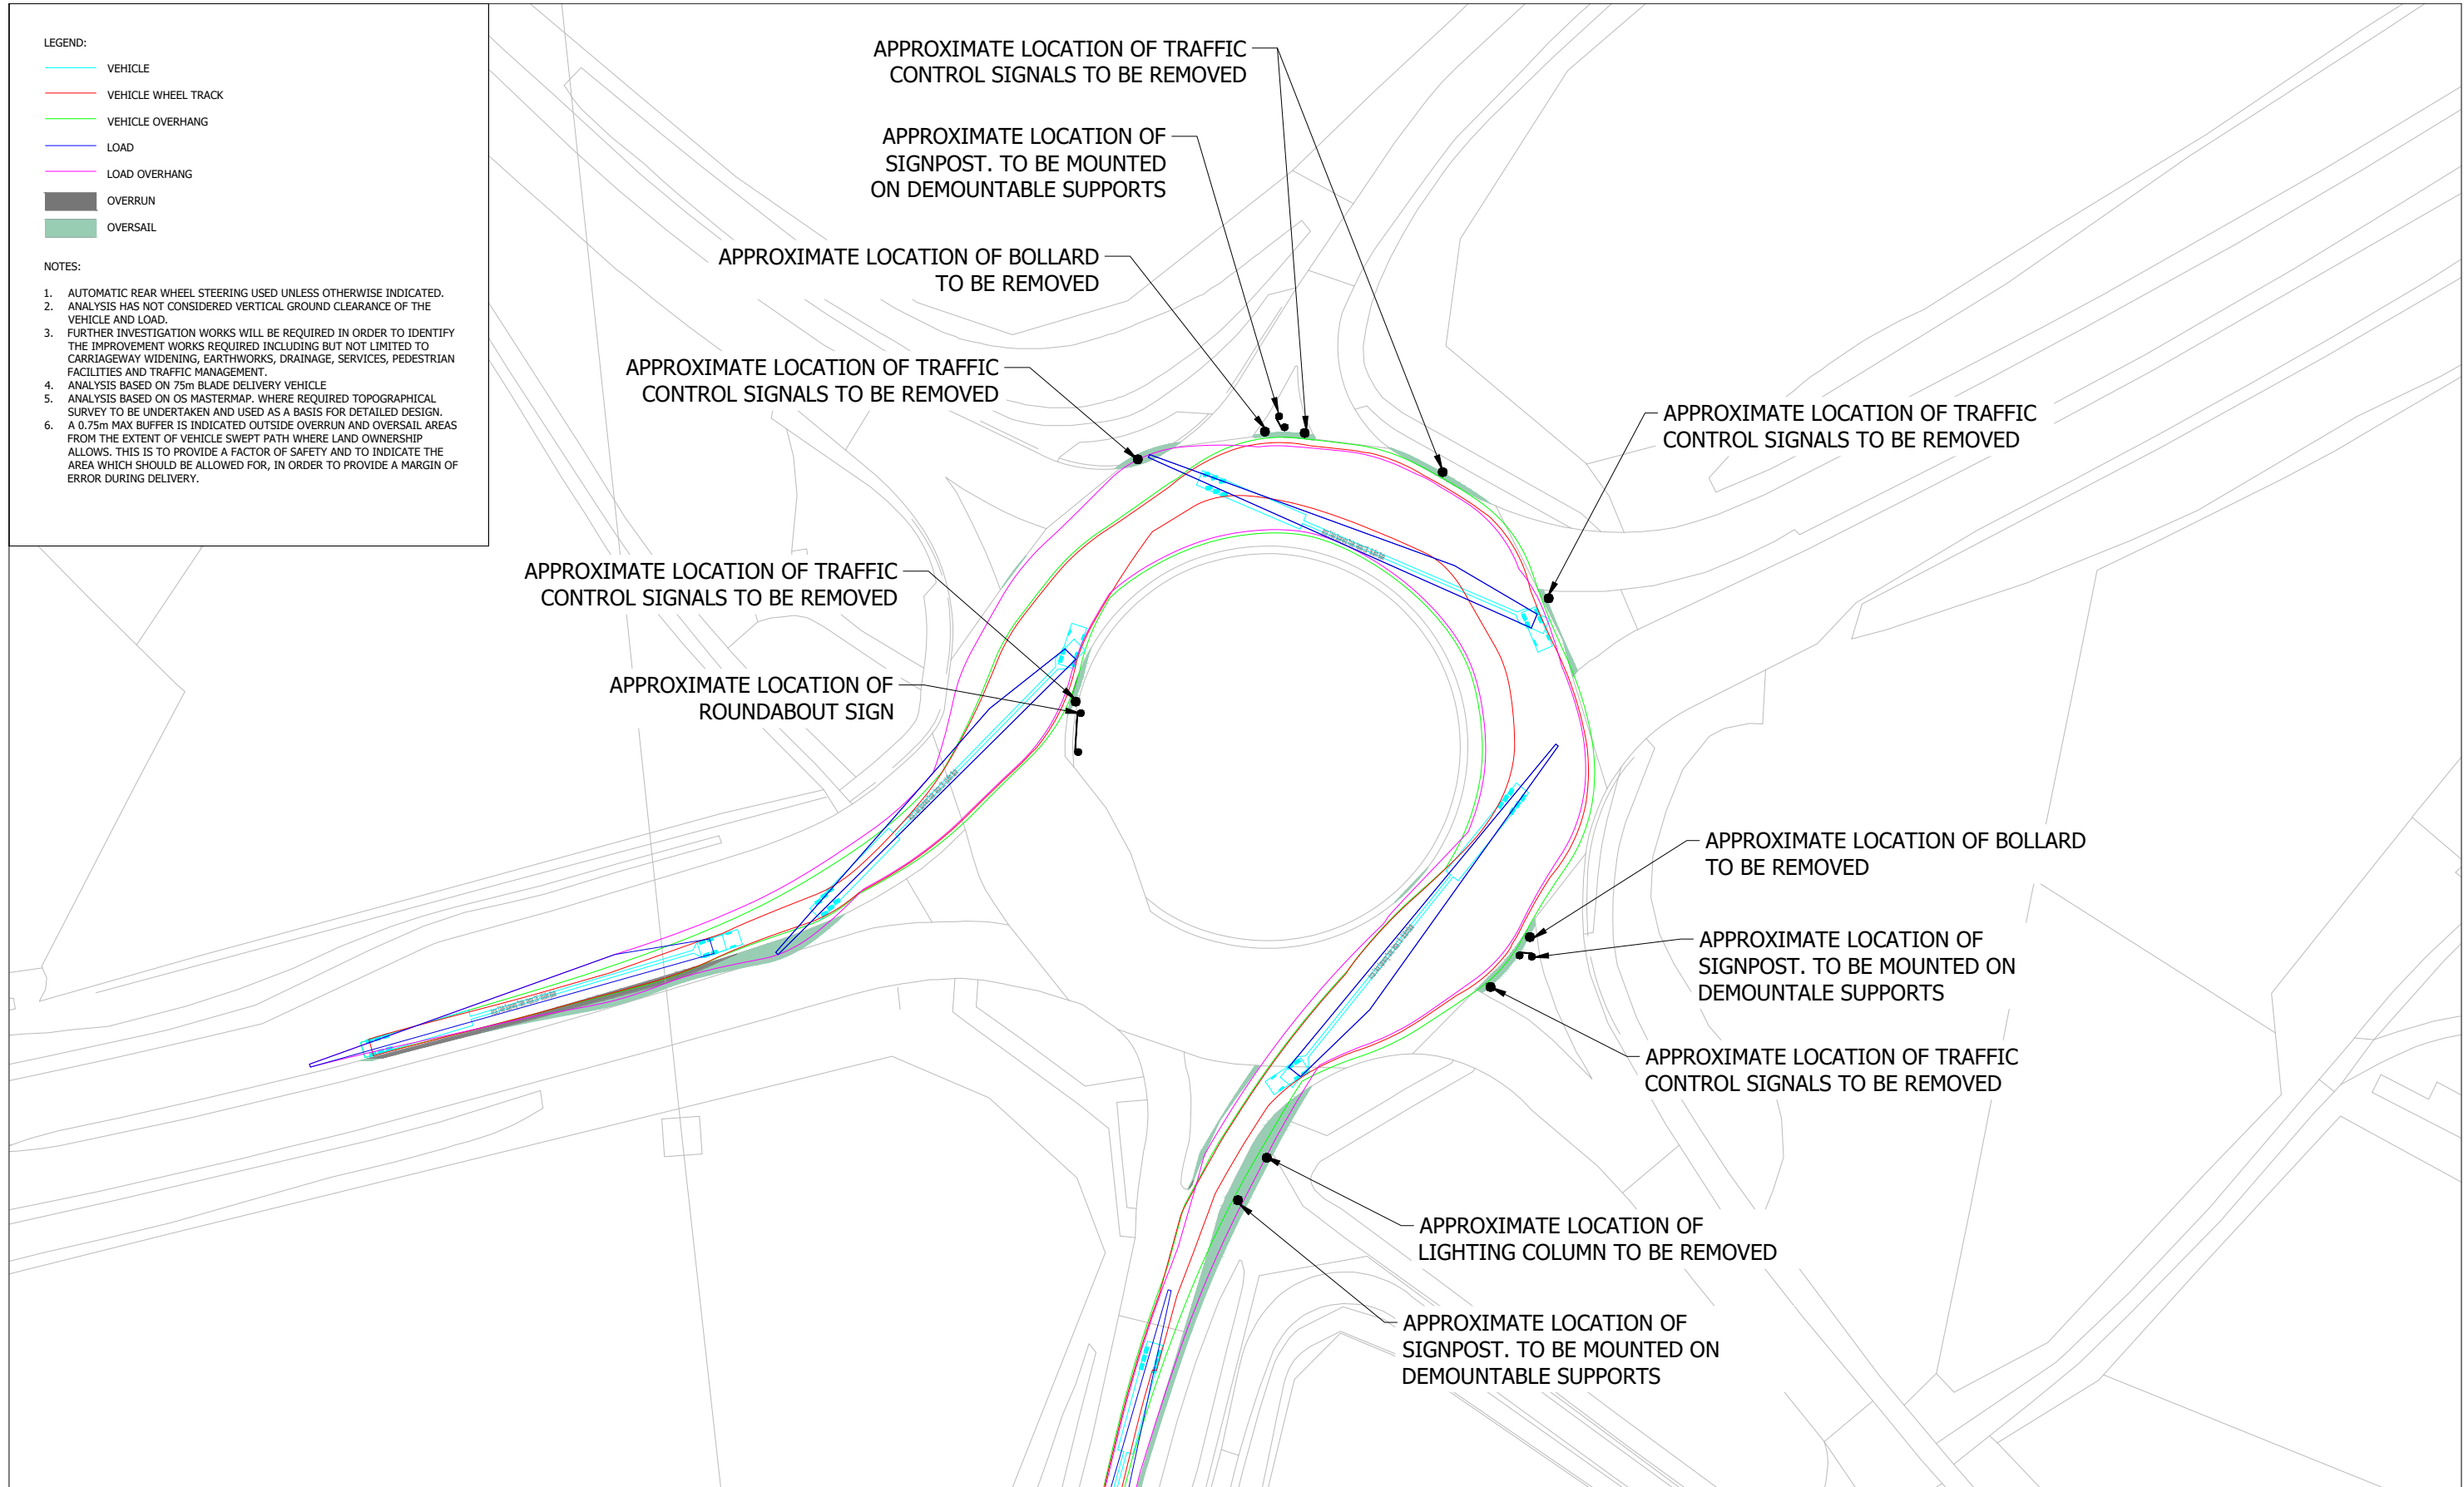 LEGEND:
VEHICLE
VEHICLE WHEEL TRACK
VEHICLE OVERHANG
LOAD
LOAD OVERHANG
OVERRUN
OVERSAIL
NOTES:
1. AUTOMATIC REAR WHEEL STEERING USED UNLESS OTHERWISE INDICATED.
2. ANALYSIS HAS NOT CONSIDERED VERTICAL GROUND CLEARANCE OF THE
VEHICLE AND LOAD.
3. FURTHER INVESTIGATION WORKS WILL BE REQUIRED IN ORDER TO IDENTIFY
THE IMPROVEMENT WORKS REQUIRED INCLUDING BUT NOT LIMITED TO
CARRIAGEWAY WIDENING, EARTHWORKS, DRAINAGE, SERVICES, PEDESTRIAN
FACILITIES AND TRAFFIC MANAGEMENT.
4. ANALYSIS BASED ON 75m BLADE DELIVERY VEHICLE
5. ANALYSIS BASED ON OS MASTERMAP. WHERE REQUIRED TOPOGRAPHICAL
SURVEY TO BE UNDERTAKEN AND USED AS A BASIS FOR DETAILED DESIGN.
6. A 0.75m MAX BUFFER IS INDICATED OUTSIDE OVERRUN AND OVERSAIL AREAS
FROM THE EXTENT OF VEHICLE SWEPT PATH WHERE LAND OWNERSHIP
ALLOWS. THIS IS TO PROVIDE A FACTOR OF SAFETY AND TO INDICATE THE
AREA WHICH SHOULD BE ALLOWED FOR, IN ORDER TO PROVIDE A MARGIN OF
ERROR DURING DELIVERY.
APPROXIMATE LOCATION OF TRAFFIC
CONTROL SIGNALS TO BE REMOVED
APPROXIMATE LOCATION OF
SIGNPOST. TO BE MOUNTED
ON DEMOUNTABLE SUPPORTS
APPROXIMATE LOCATION OF BOLLARD
TO BE REMOVED
APPROXIMATE LOCATION OF TRAFFIC
CONTROL SIGNALS TO BE REMOVED
APPROXIMATE LOCATION OF TRAFFIC
CONTROL SIGNALS TO BE REMOVED
APPROXIMATE LOCATION OF TRAFFIC
CONTROL SIGNALS TO BE REMOVED
APPROXIMATE LOCATION OF
ROUNDABOUT SIGN
APPROXIMATE LOCATION OF BOLLARD
TO BE REMOVED
APPROXIMATE LOCATION OF
SIGNPOST. TO BE MOUNTED ON
DEMOUNTALE SUPPORTS
APPROXIMATE LOCATION OF TRAFFIC
CONTROL SIGNALS TO BE REMOVED
APPROXIMATE LOCATION OF
LIGHTING COLUMN TO BE REMOVED
APPROXIMATE LOCATION OF
SIGNPOST. TO BE MOUNTED ON
DEMOUNTABLE SUPPORTS